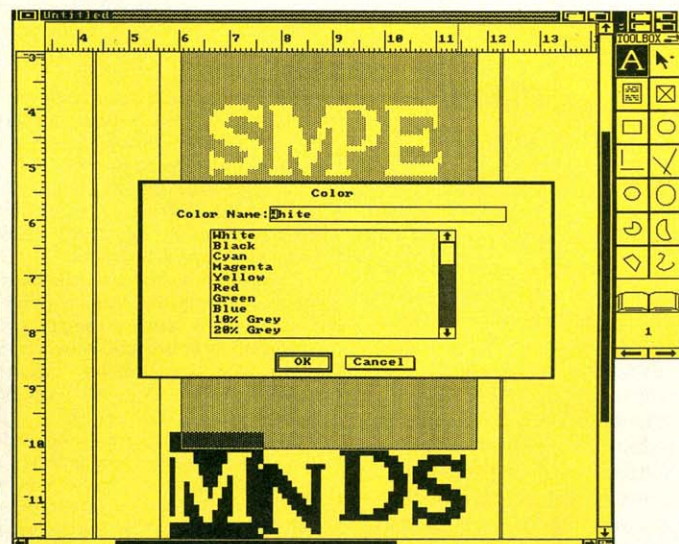 Untitled
4 5 6 7 8 9 10 11 12 13
TOOLBOX
A
3
4
5
6
7
8
9
10
11
SMPE
Color
Color Name: White
White
Black
Cyan
Magenta
Yellow
Red
Green
Blue
10% Grey
20% Grey
OK Cancel
1
MNDS